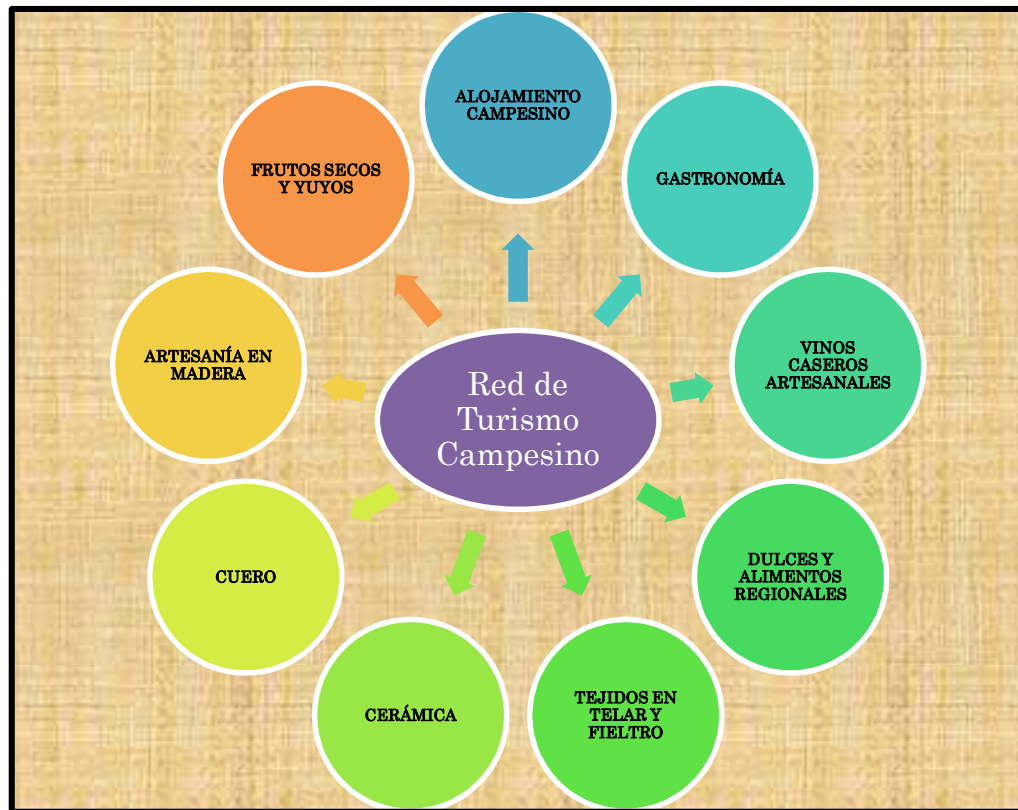 ALOJAMIENTO
CAMPESINO
GASTRONOMÍA
VINOS
CASEROS
ARTESANALES
DULCES Y
ALIMENTOS
REGIONALES
TEJIDOS EN
TELAR Y
FIELTRO
CERÁMICA
CUERO
ARTESANÍA EN
MADERA
FRUTOS SECOS
Y YUYOS
Red de
Turismo
Campesino